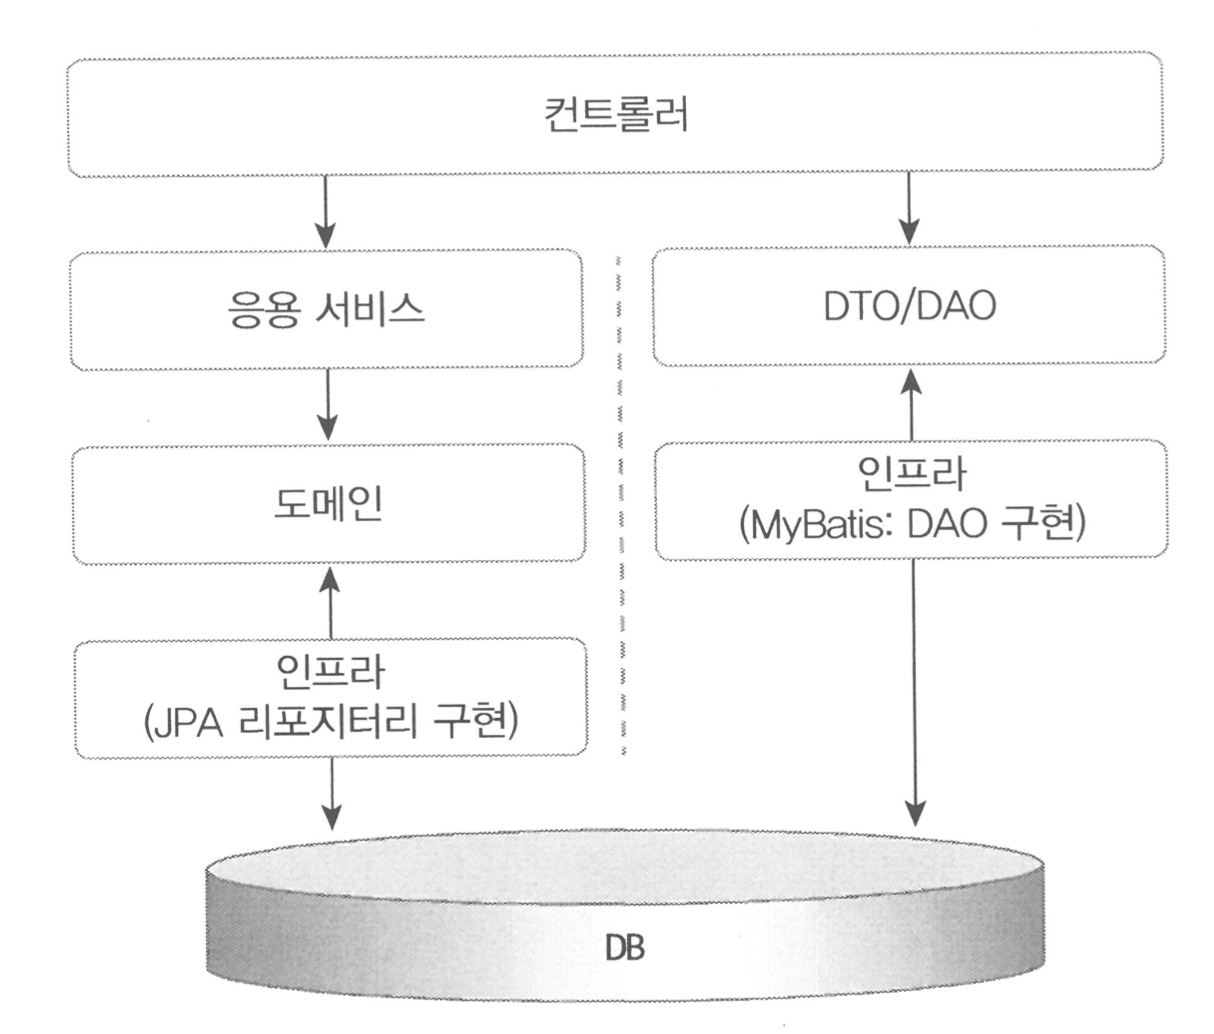 컨트롤러
응용 서비스
DTO/DAO
도메인
인프라
(MyBatis: DAO 구현)
인프라
(JPA 리포지터리 구현)
DB